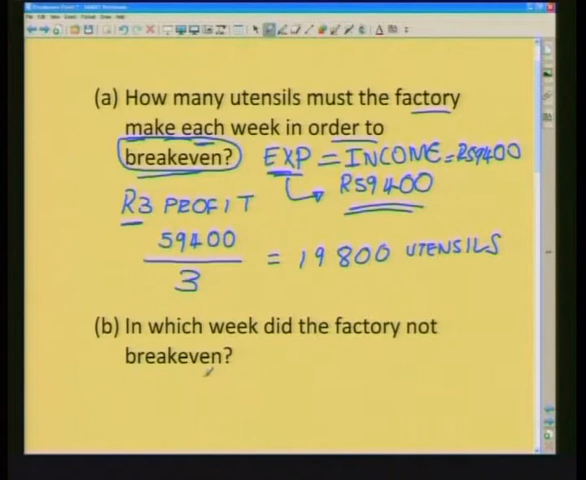 (a) How many utensils must the factory
make each week in order to
breakeven? EXP = INCOME = R59400
R59400
R3 PROFIT
59400
3
= 19800 UTENSILS
(b) In which week did the factory not
breakeven?